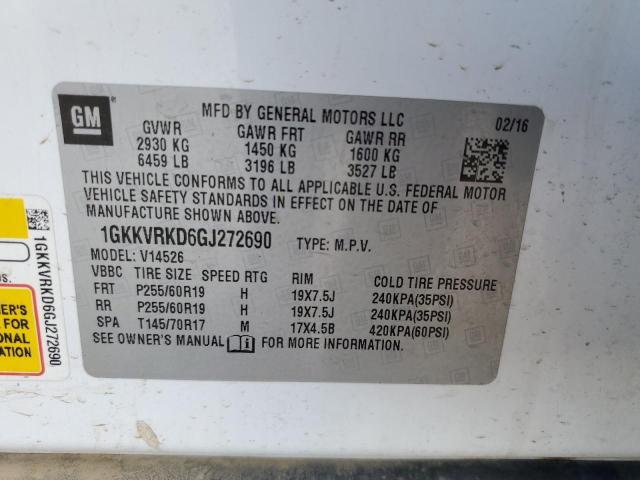 GM
MFD BY GENERAL MOTORS LLC
02/16
GVWR GAWR FRT GAWR RR
2930 KG 1450 KG 1600 KG
6459 LB 3196 LB 3527 LB
THIS VEHICLE CONFORMS TO ALL APPLICABLE U.S. FEDERAL MOTOR
VEHICLE SAFETY STANDARDS IN EFFECT ON THE DATE OF
MANUFACTURE SHOWN ABOVE.
1GKKVRKD6GJ272690 TYPE: M.P.V.
MODEL: V14526
VBBC TIRE SIZE SPEED RTG RIM COLD TIRE PRESSURE
FRT P255/60R19 H 19X7.5J 240KPA(35PSI)
RR P255/60R19 H 19X7.5J 240KPA(35PSI)
SPA T145/70R17 M 17X4.5B 420KPA(60PSI)
SEE OWNER'S MANUAL FOR MORE INFORMATION.
1GKKVRKD6GJ272690
OWNER'S
FOR
ONAL